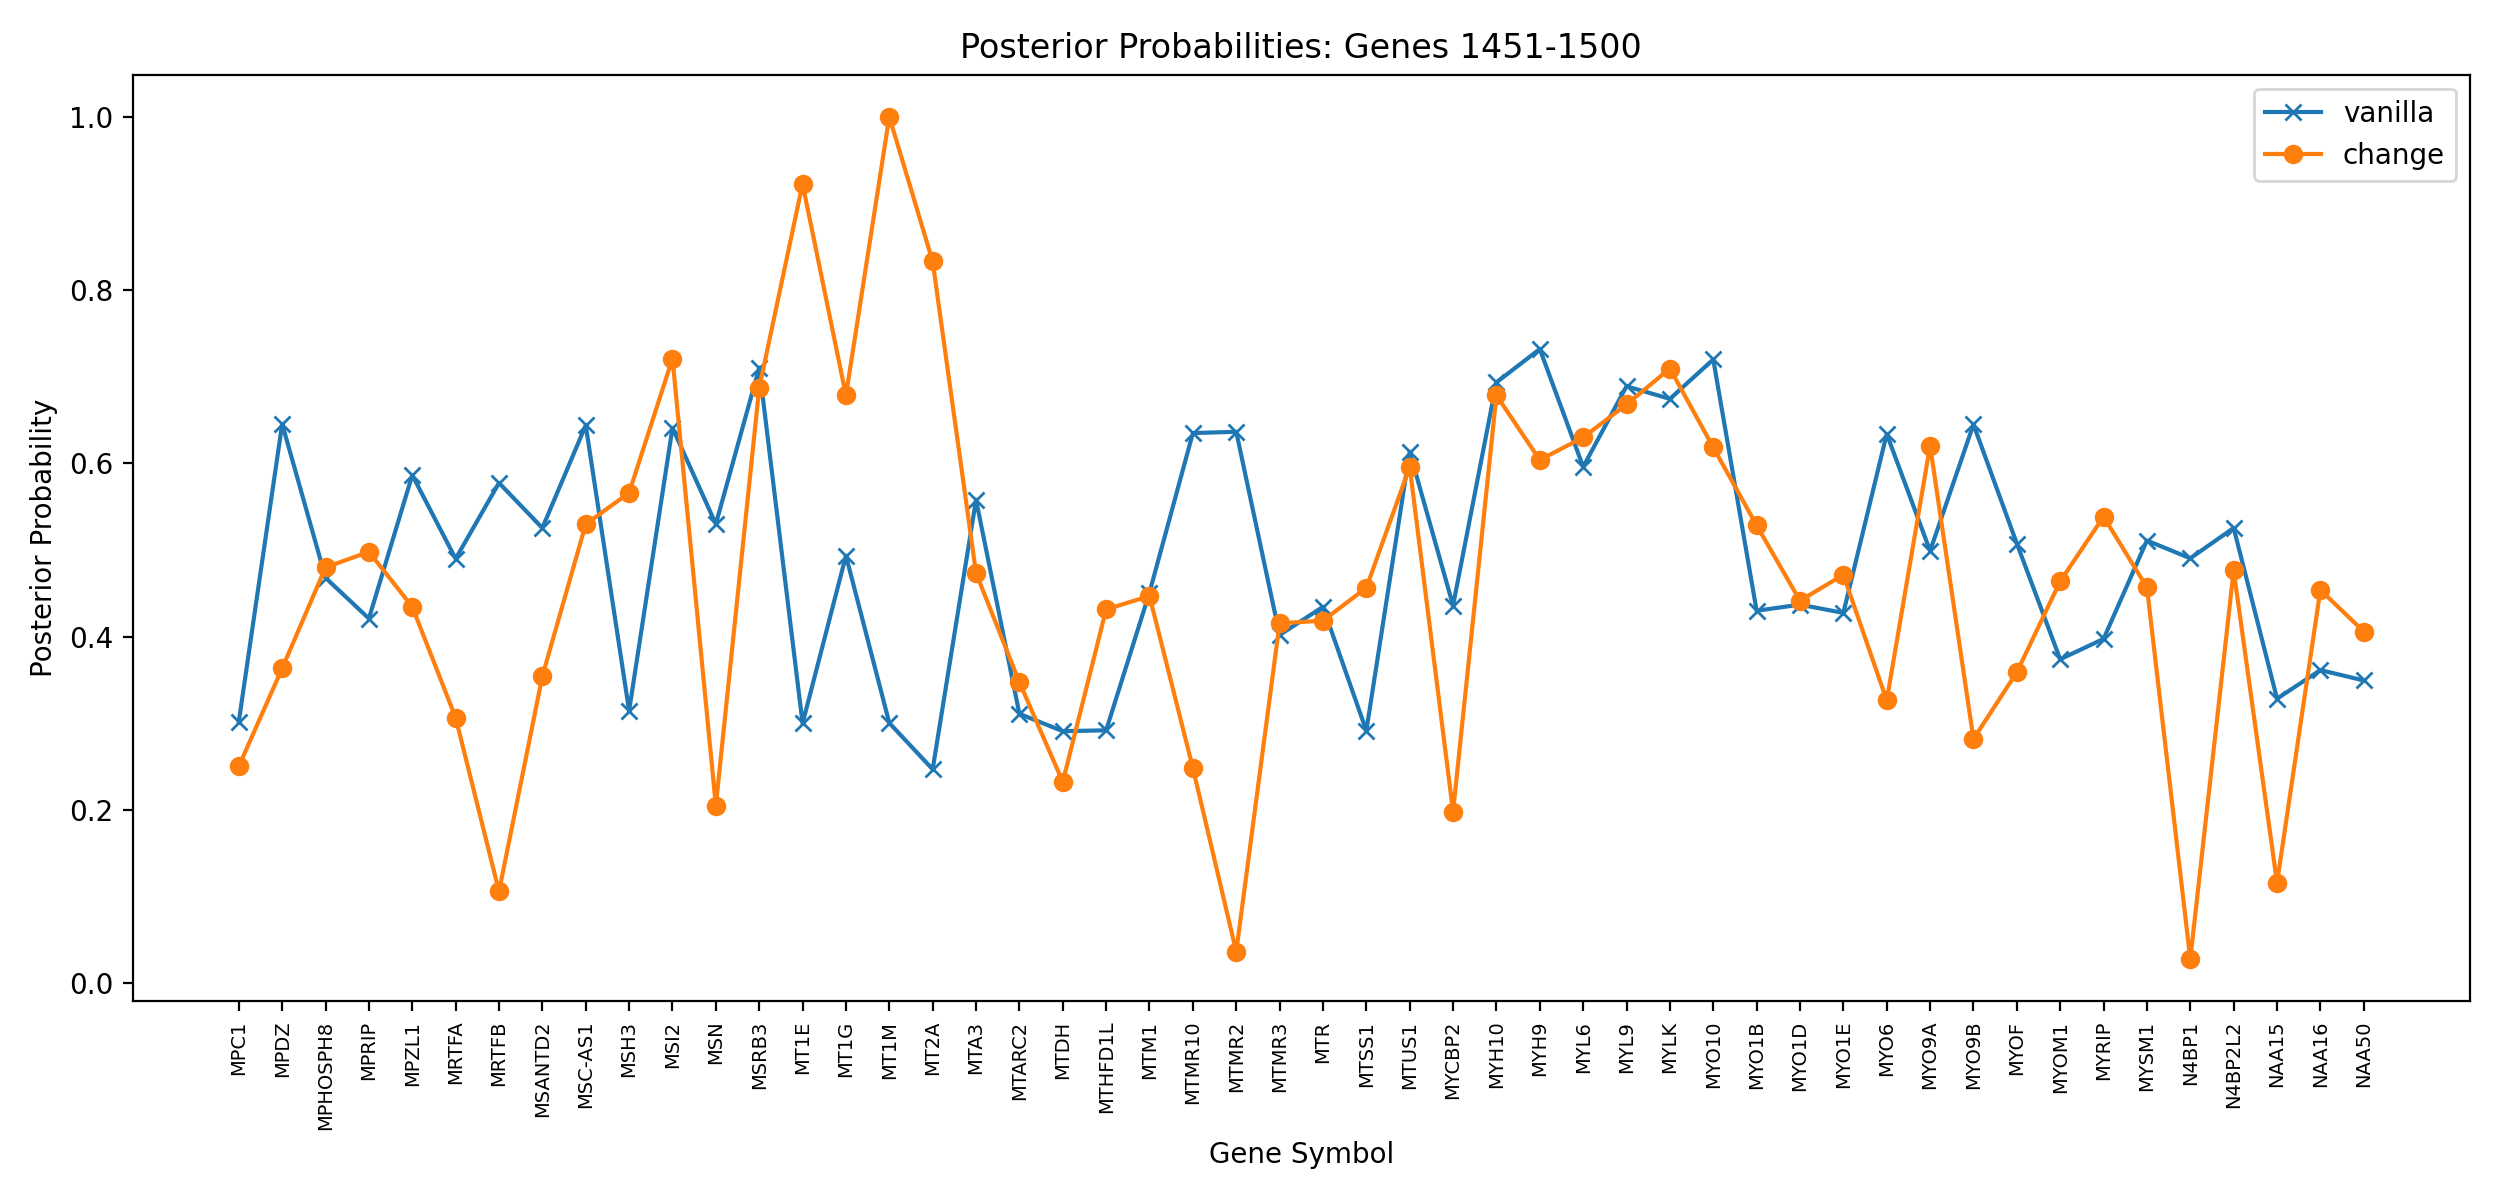 Posterior Probabilities: Genes 1451-1500
vanilla
change
Posterior Probability
1.0
0.8
0.6
0.4
0.2
0.0
MPC1
MPDZ
MPHOSPH8
MPRIP
MPZL1
MRTFA
MRTFB
MSANTD2
MSC-AS1
MSH3
MSI2
MSN
MSRB3
MT1E
MT1G
MT1M
MT2A
MTA3
MTARC2
MTDH
MTHFD1L
MTM1
MTMR10
MTMR2
MTMR3
MTR
MTSS1
MTUS1
MYCBP2
MYH10
MYH9
MYL6
MYL9
MYLK
MYO10
MYO1B
MYO1D
MYO1E
MYO6
MYO9A
MYO9B
MYOF
MYOM1
MYRIP
MYSM1
N4BP1
N4BP2L2
NAA15
NAA16
NAA50
Gene Symbol